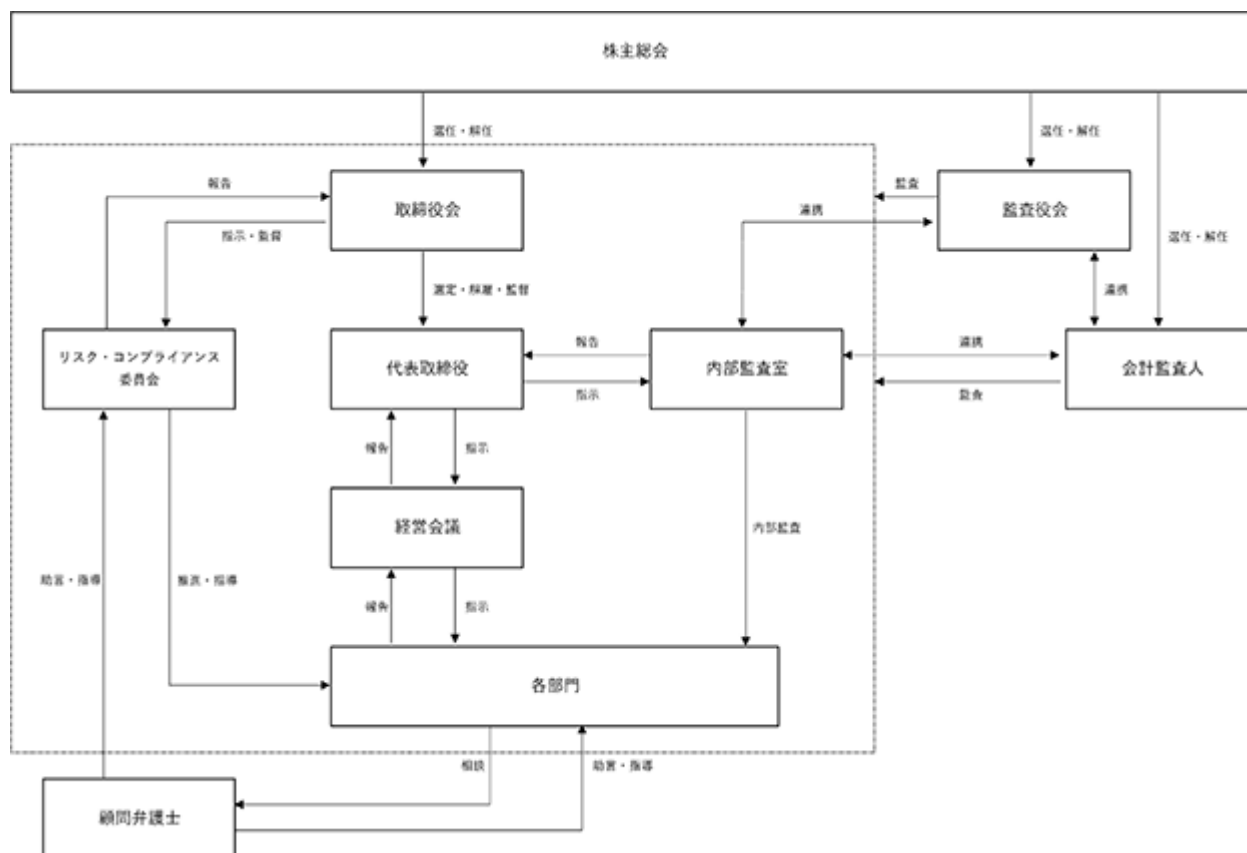 株主総会
選任・解任
選任・解任
選任・解任
報告
取締役会
指示・監督
監査
監査役会
連携
選定・解職・監督
連携
リスク・コンプライアンス
委員会
代表取締役
報告
指示
内部監査室
連携
監査
会計監査人
報告
指示
経営会議
内部監査
助言・指導
推進・指導
報告
指示
各部門
相談
助言・指導
顧問弁護士